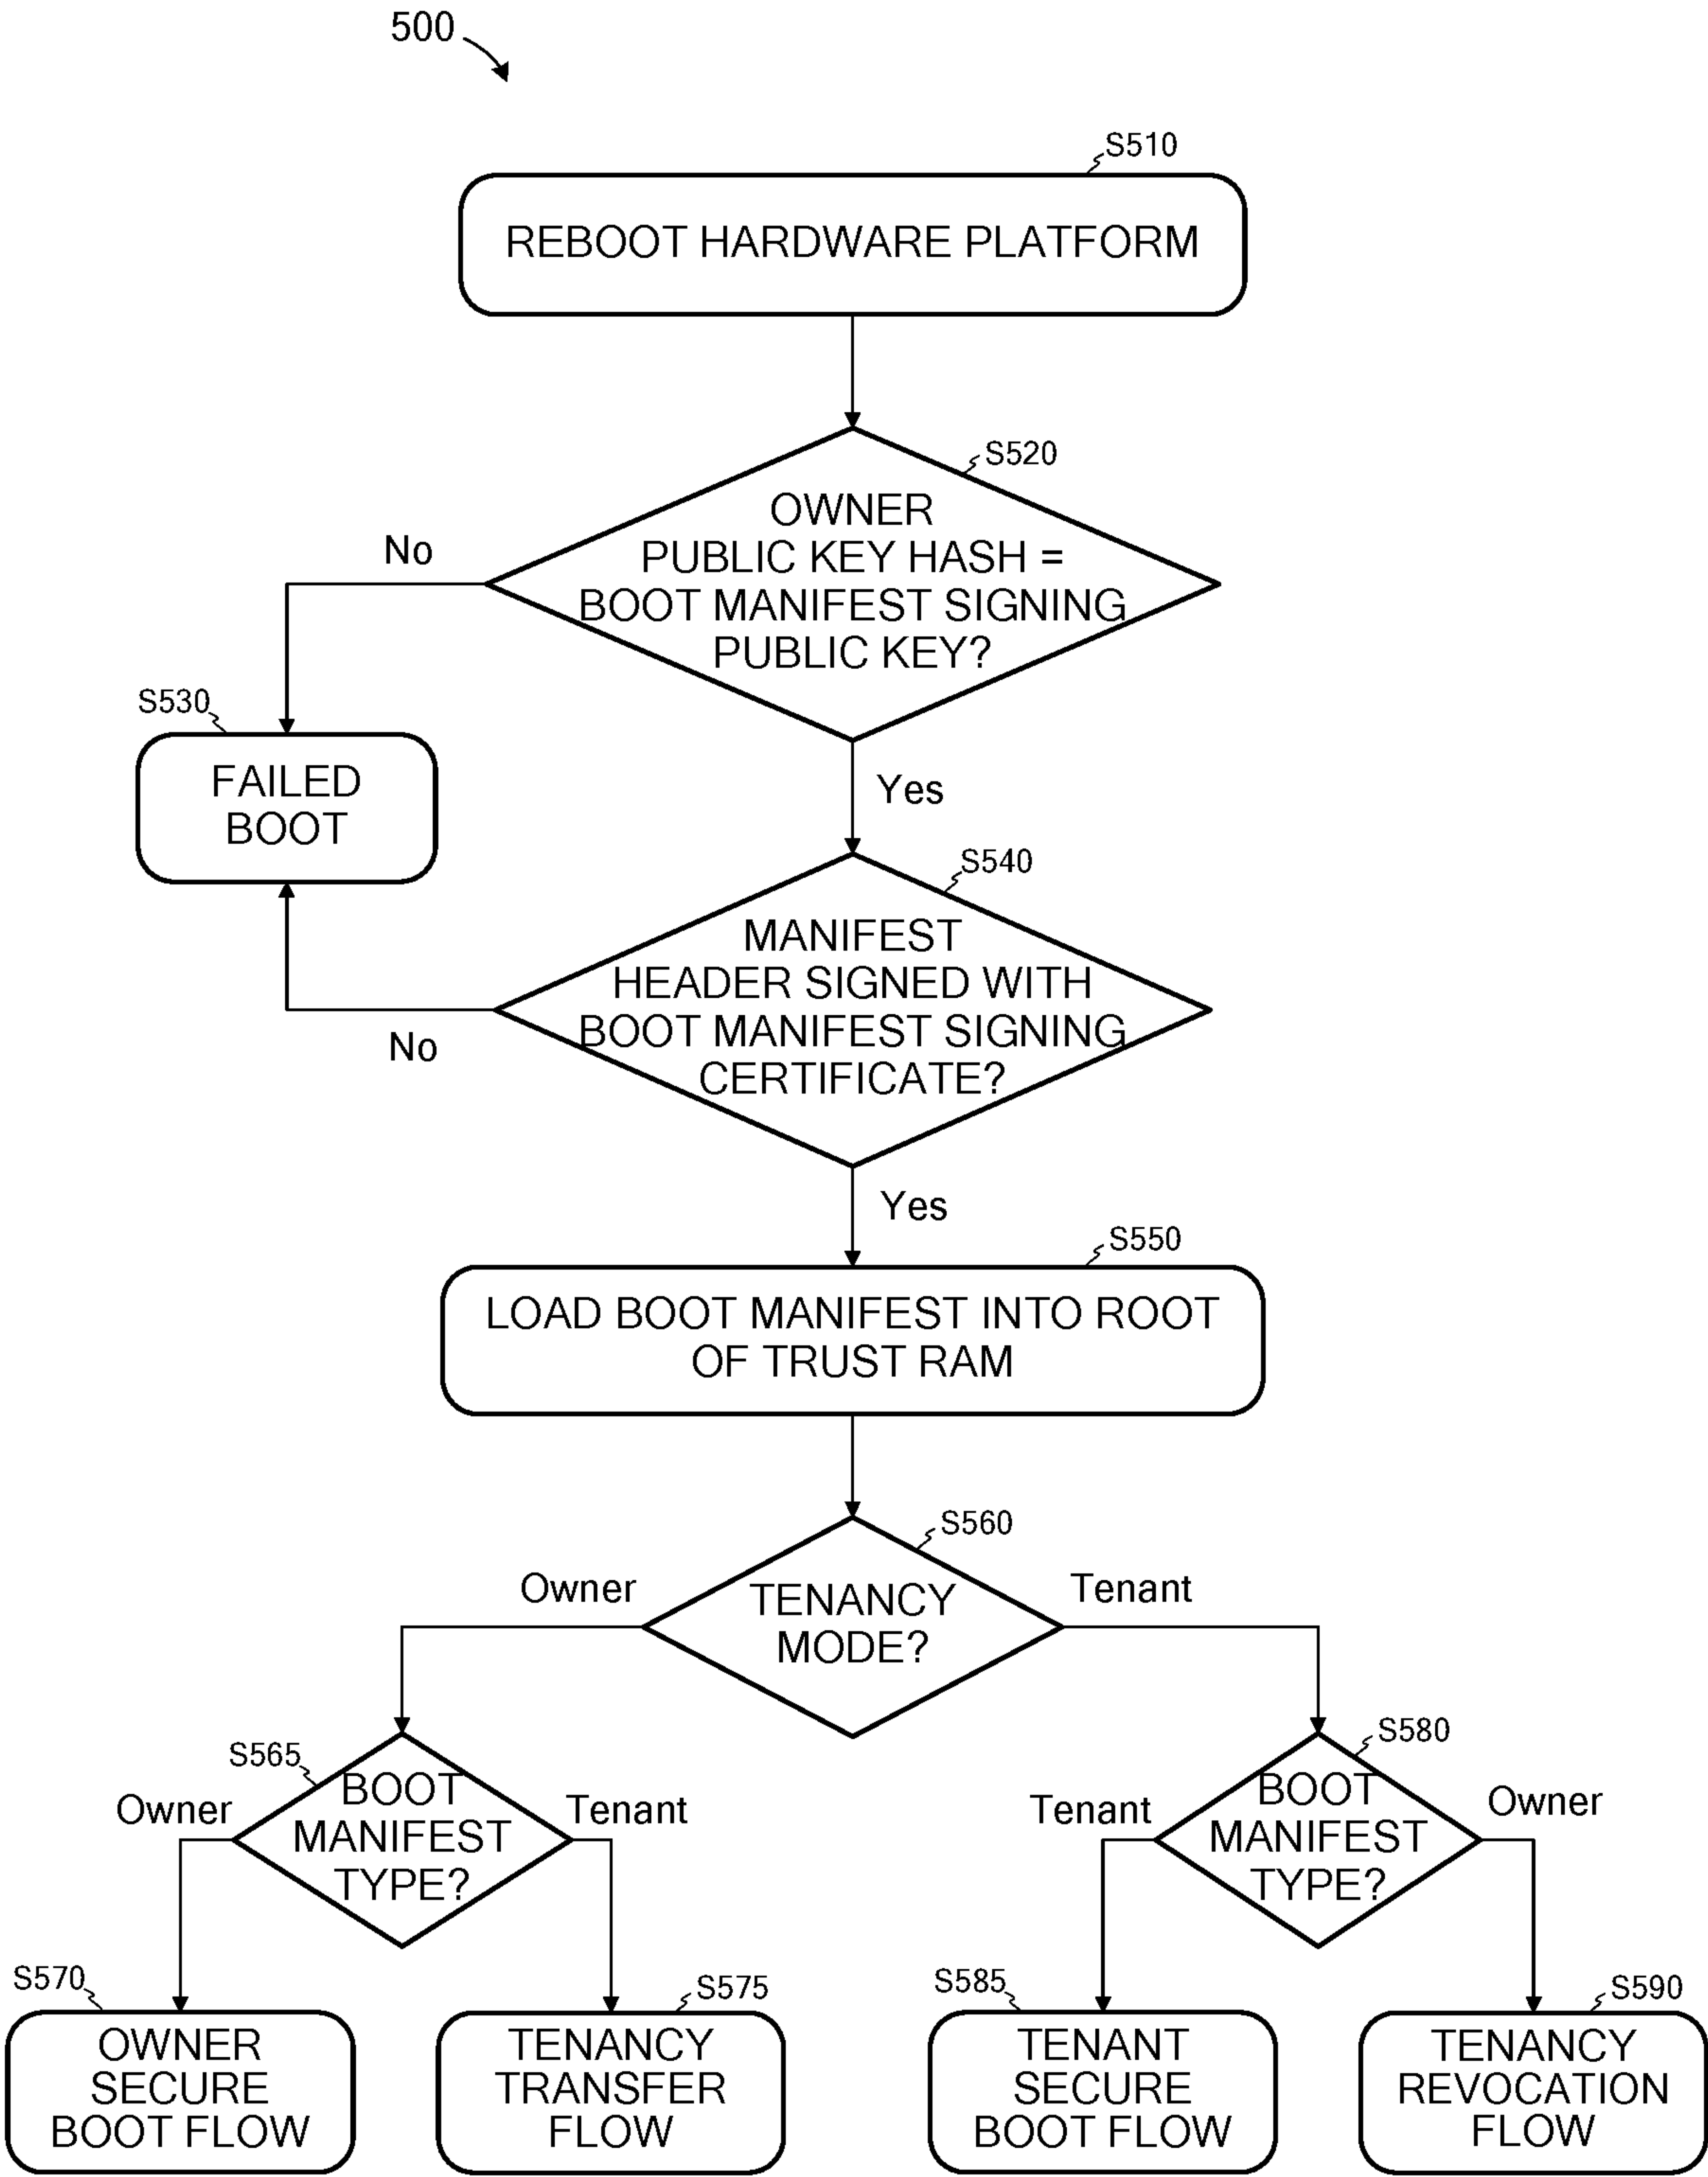 500
S510
REBOOT HARDWARE PLATFORM
S520
OWNER
PUBLIC KEY HASH =
BOOT MANIFEST SIGNING
PUBLIC KEY?
No
S530
FAILED
BOOT
Yes
S540
MANIFEST
HEADER SIGNED WITH
BOOT MANIFEST SIGNING
CERTIFICATE?
No
Yes
S550
LOAD BOOT MANIFEST INTO ROOT
OF TRUST RAM
S560
TENANCY
MODE?
Owner
Tenant
S565
BOOT
MANIFEST
TYPE?
Owner
Tenant
S580
BOOT
MANIFEST
TYPE?
Tenant
Owner
S570
OWNER
SECURE
BOOT FLOW
S575
TENANCY
TRANSFER
FLOW
S585
TENANT
SECURE
BOOT FLOW
S590
TENANCY
REVOCATION
FLOW